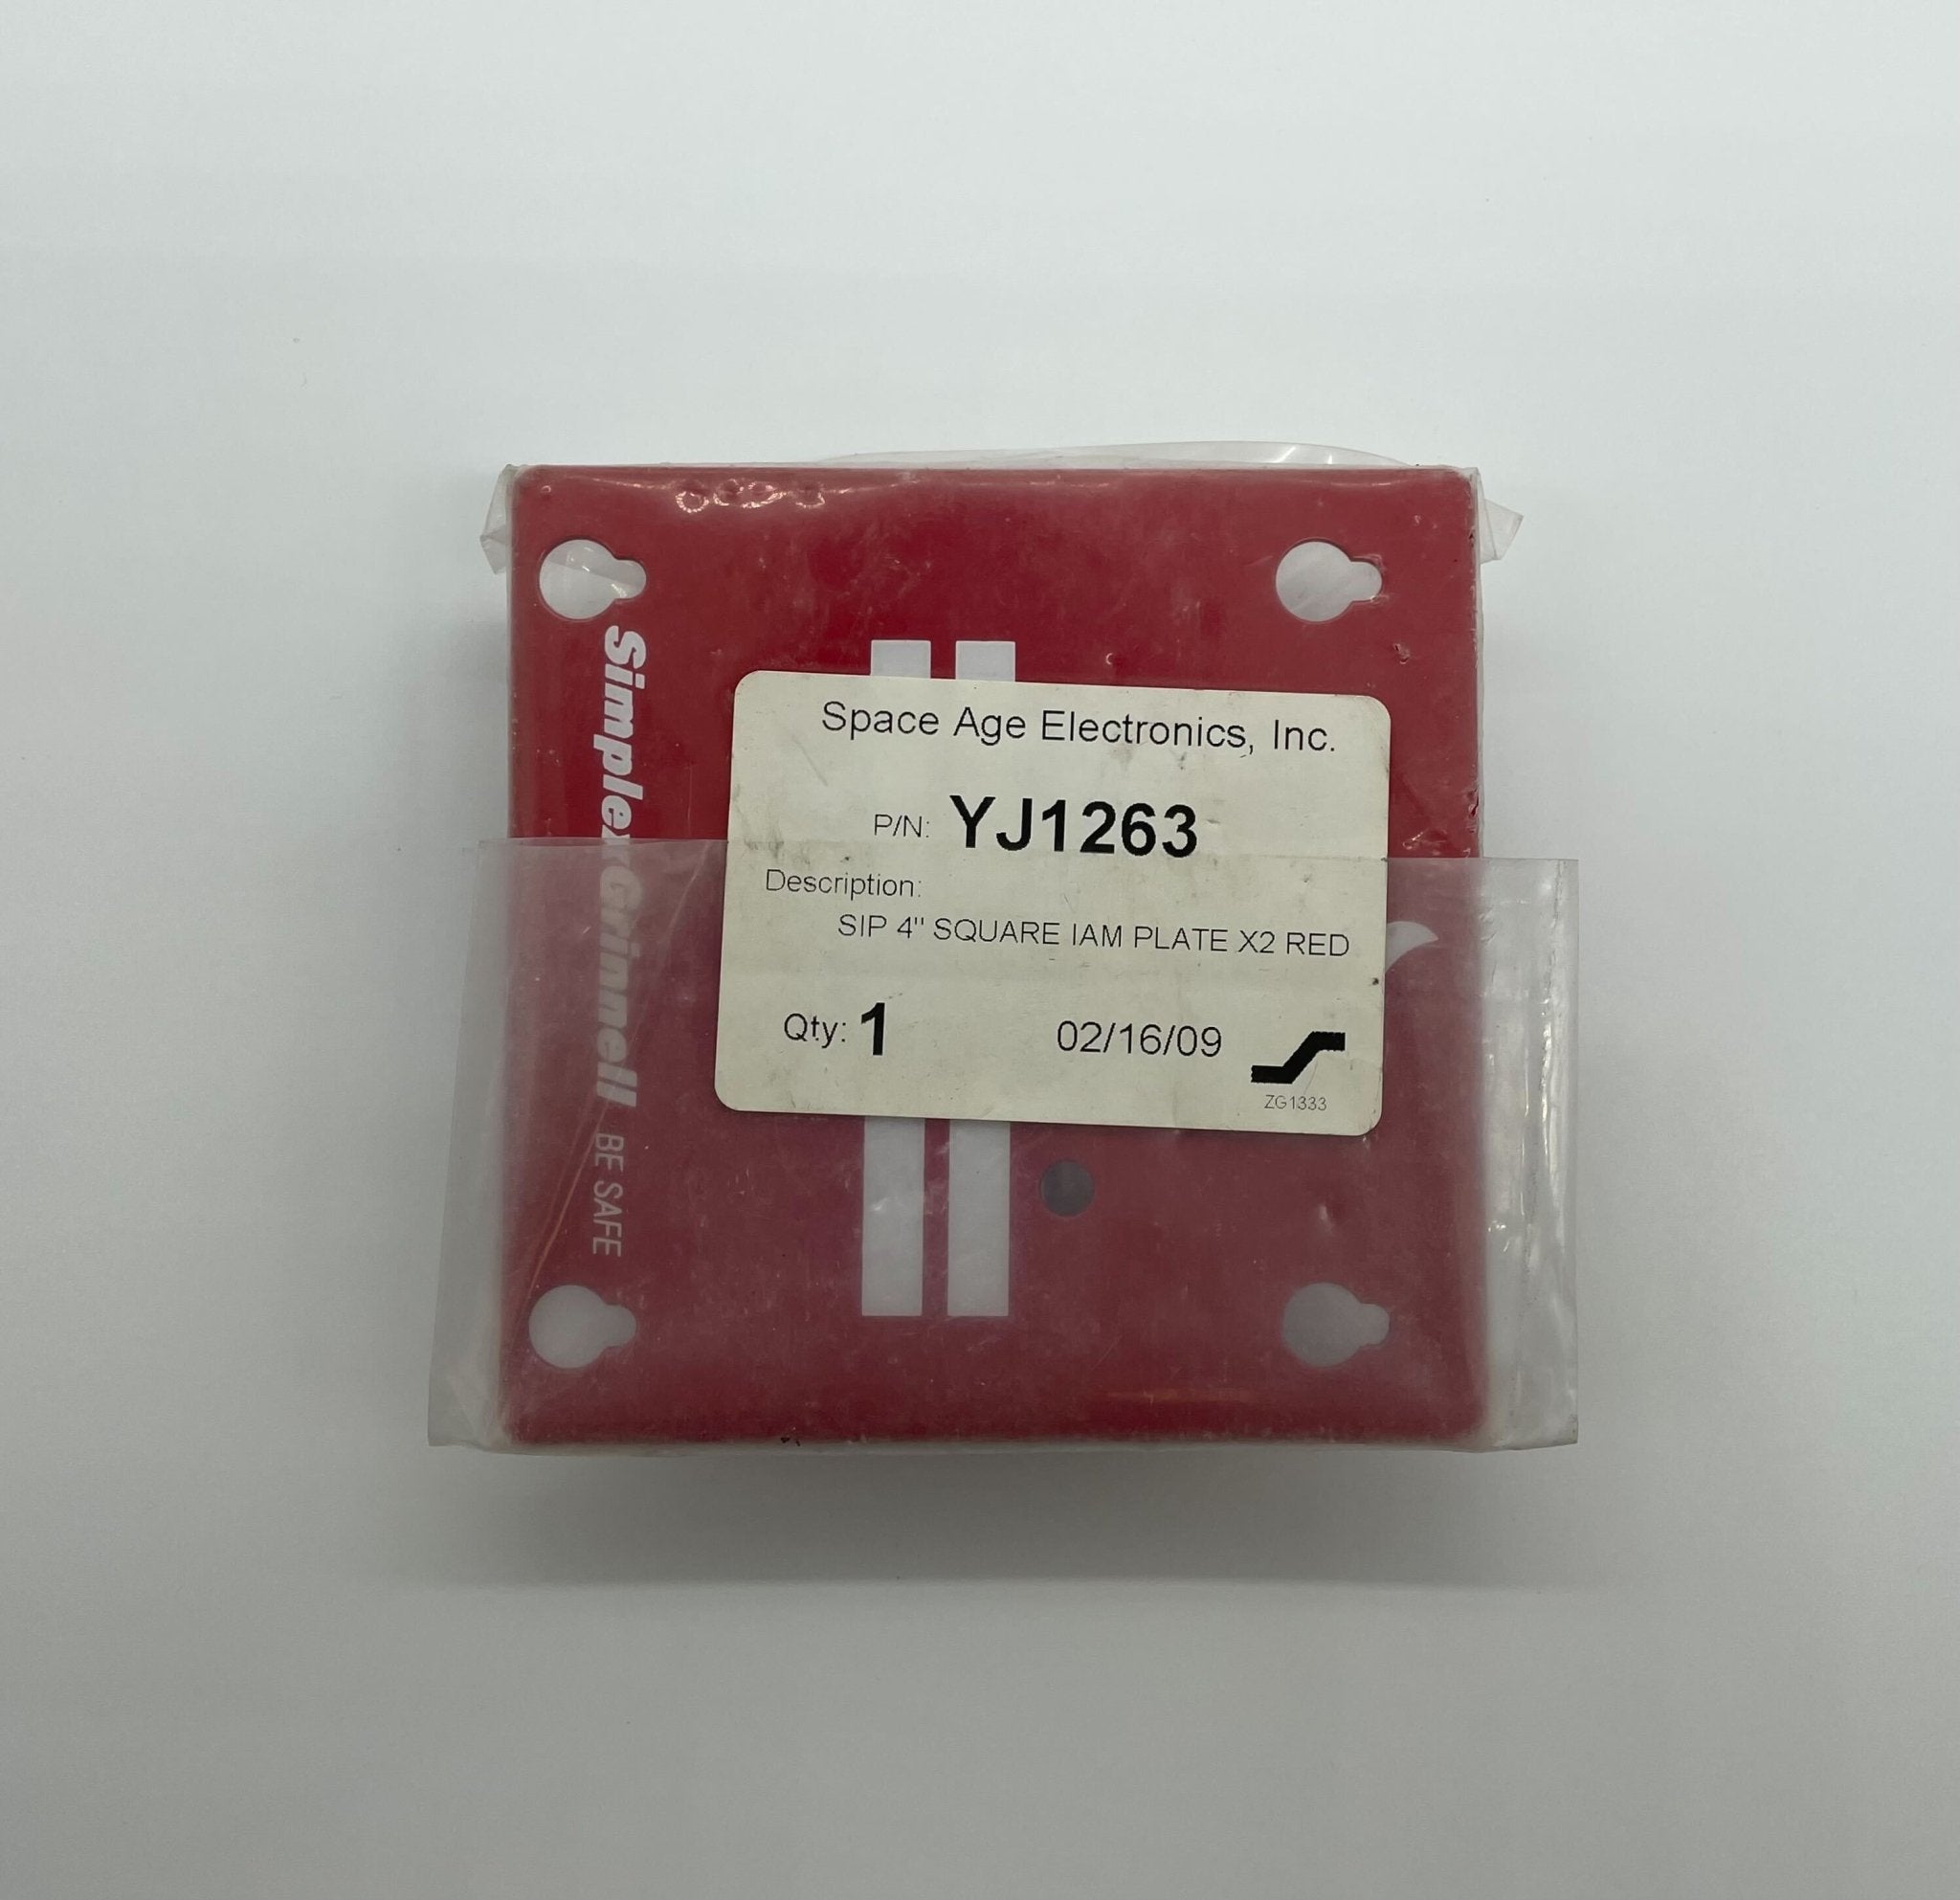 Space Age Electronics, Inc.
P/N: YJ1263
Description:
SIP 4" SQUARE IAM PLATE X2 RED
Qty: 1 02/16/09
ZG1333
SimplexGrinnell BE SAFE